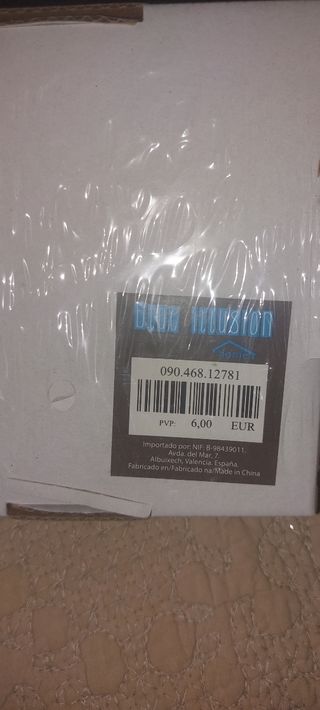 BLUE ILLUSION
Home
090.468.12781
PVP: 6,00 EUR
Importado por: NIF: B-98439011,
Avda. del Mar, 7.
Albuixech, Valencia. España.
Fabricado en/Fabricado na/Made in China